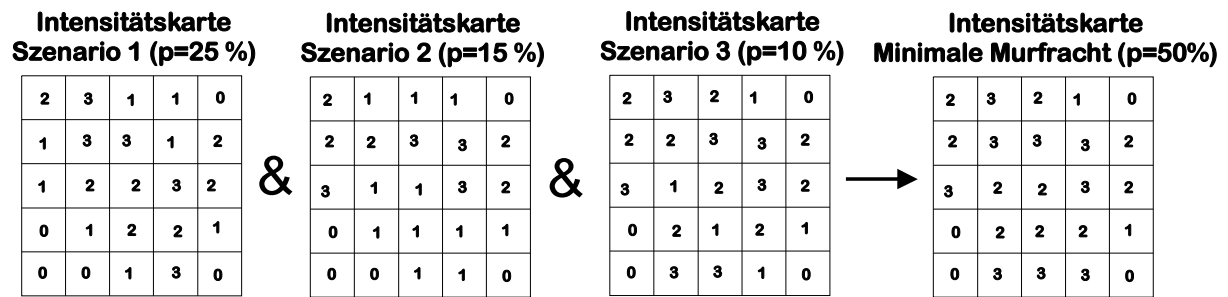 Intensitätskarte
Szenario 1 (p=25 %)
2 3 1 1 0
1 3 3 1 2
1 2 2 3 2
0 1 2 2 1
0 0 1 3 0
&
Intensitätskarte
Szenario 2 (p=15 %)
2 1 1 1 0
2 2 3 3 2
3 1 1 3 2
0 1 1 1 1
0 0 1 1 0
&
Intensitätskarte
Szenario 3 (p=10 %)
2 3 2 1 0
2 2 3 3 2
3 1 2 3 2
0 2 1 2 1
0 3 3 1 0
Intensitätskarte
Minimale Murfracht (p=50%)
2 3 2 1 0
2 3 3 3 2
3 2 2 3 2
0 2 2 2 1
0 3 3 3 0